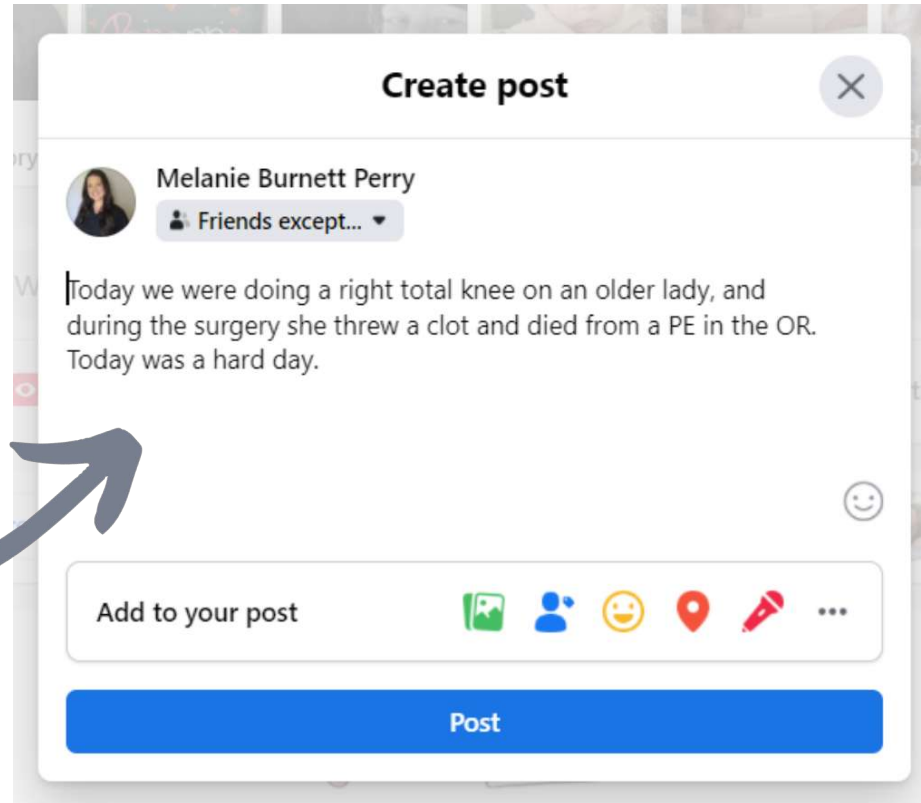 Create post
Melanie Burnett Perry
Friends except...
Today we were doing a right total knee on an older lady, and
during the surgery she threw a clot and died from a PE in the OR.
Today was a hard day.
Add to your post
Post